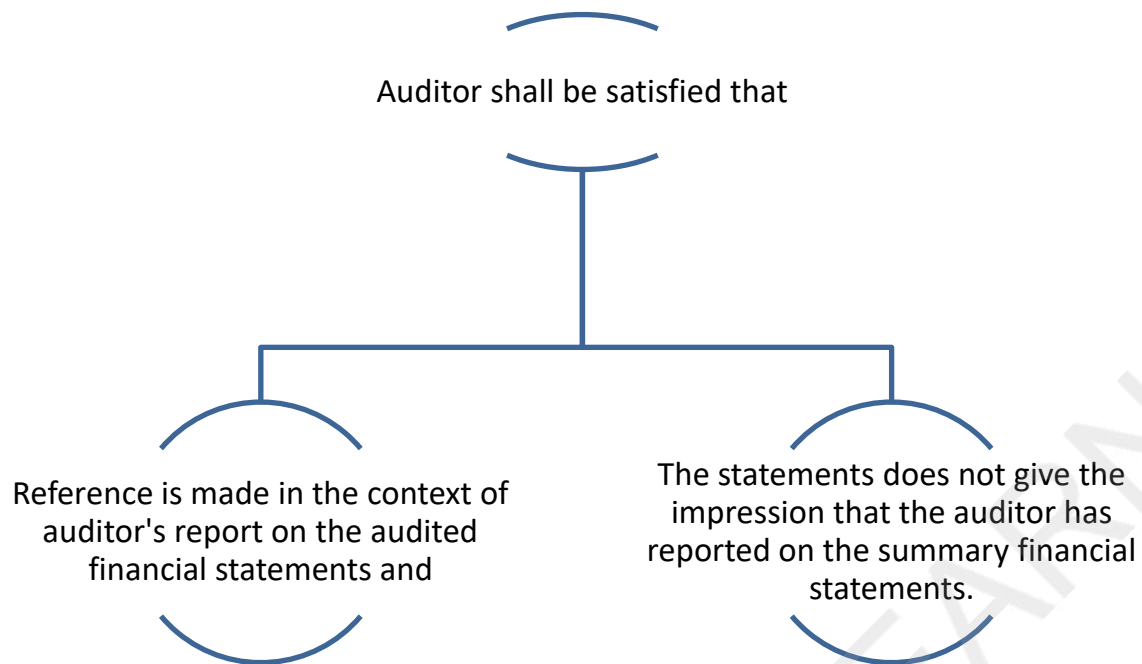 Auditor shall be satisfied that
Reference is made in the context of
auditor's report on the audited
financial statements and
The statements does not give the
impression that the auditor has
reported on the summary financial
statements.